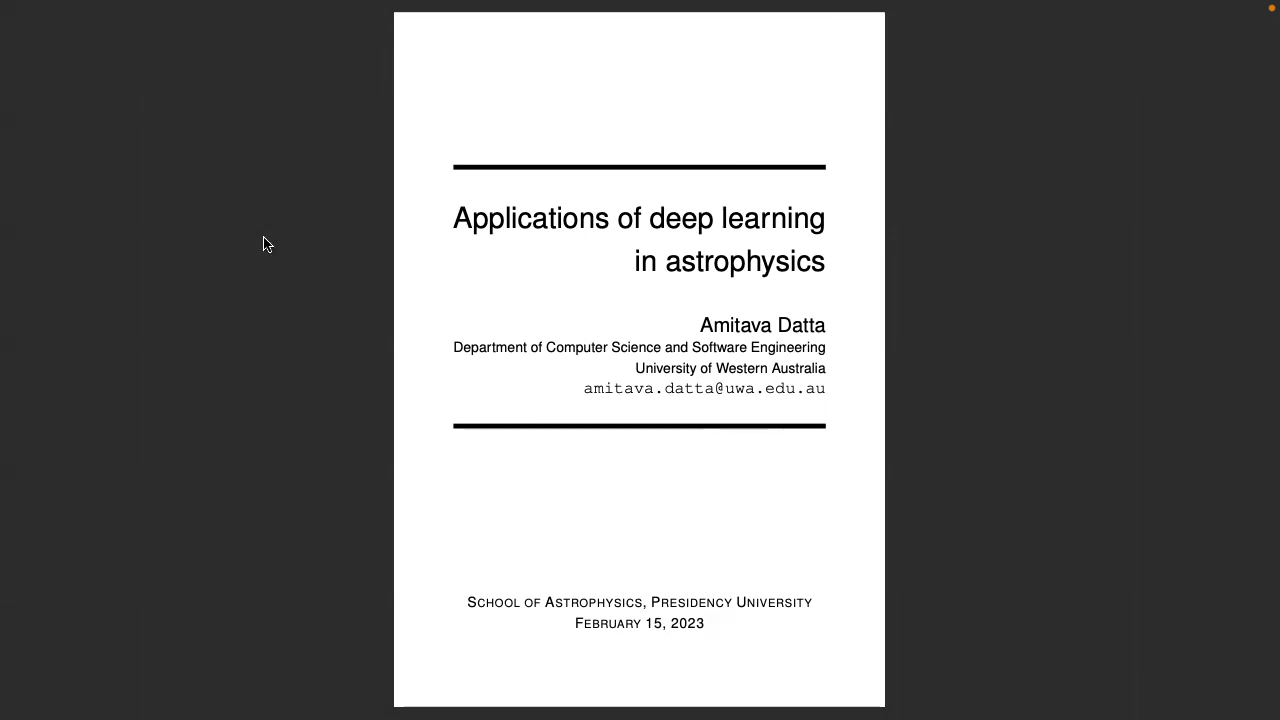 Applications of deep learning
in astrophysics
Amitava Datta
Department of Computer Science and Software Engineering
University of Western Australia
amitava.datta@uwa.edu.au
School of Astrophysics, Presidency University
February 15, 2023